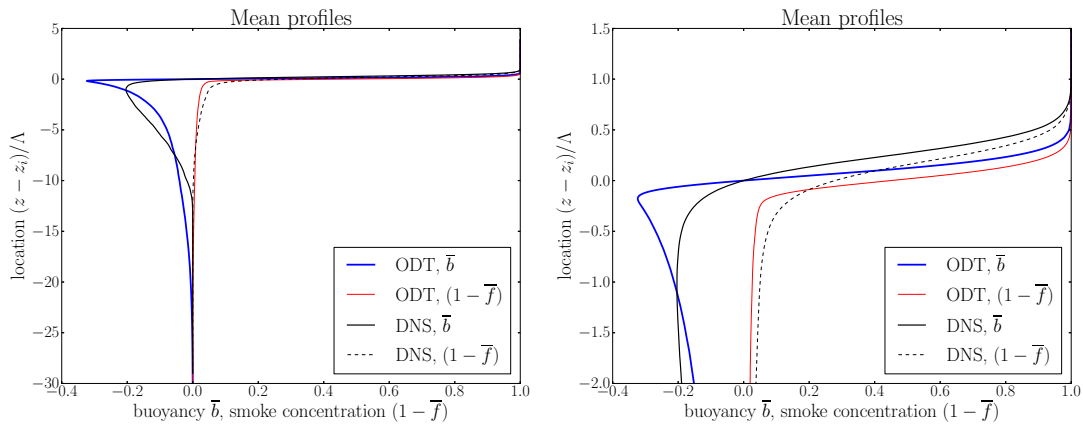 Mean profiles
5
0
−5
−10
−15
−20
−25
−30
−0.4 −0.2 0.0 0.2 0.4 0.6 0.8 1.0
location (z − z_i)/Λ
buoyancy b̅, smoke concentration (1 − f̅)
ODT, b̅
ODT, (1 − f̅)
DNS, b̅
DNS, (1 − f̅)
Mean profiles
1.5
1.0
0.5
0.0
−0.5
−1.0
−1.5
−2.0
−0.4 −0.2 0.0 0.2 0.4 0.6 0.8 1.0
location (z − z_i)/Λ
buoyancy b̅, smoke concentration (1 − f̅)
ODT, b̅
ODT, (1 − f̅)
DNS, b̅
DNS, (1 − f̅)